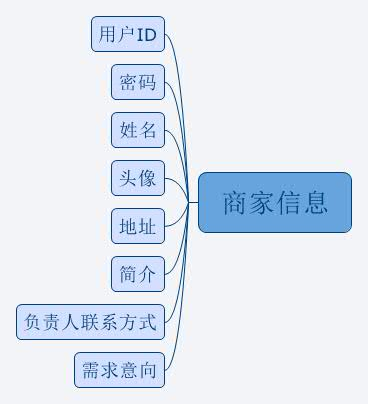 用户ID
密码
姓名
头像
地址
简介
负责人联系方式
需求意向
商家信息